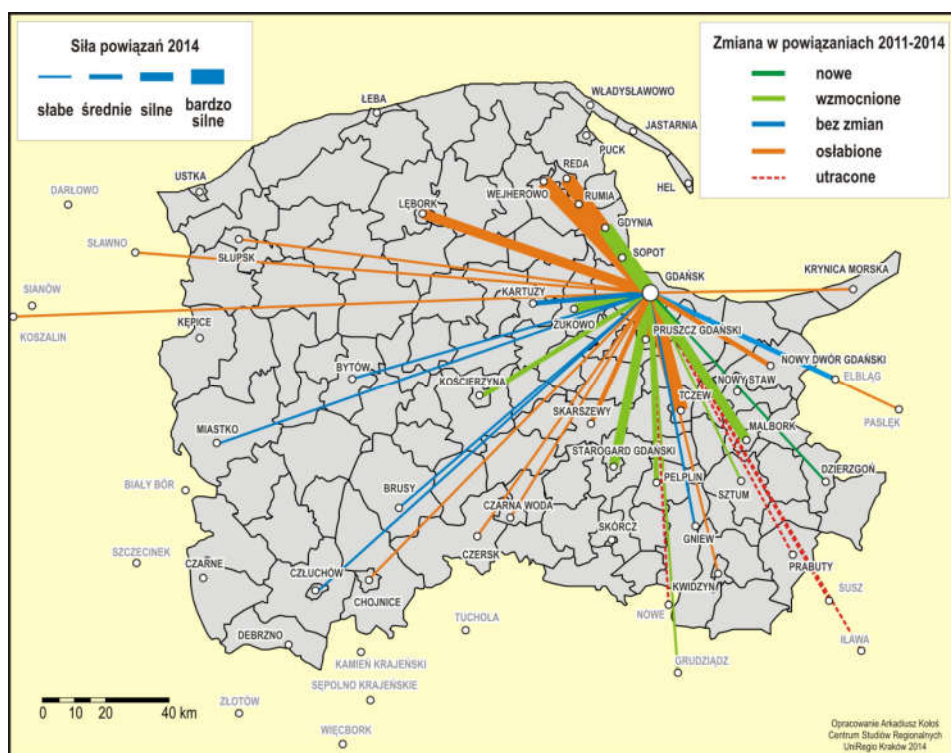 Siła powiązań 2014
słabe średnie silne bardzo silne
Zmiana w powiązaniach 2011-2014
nowe
wzmocnione
bez zmian
osłabione
utracone
ŁEBA
WŁADYSŁAWOWO
JASTARNIA
PUCK
REDA
HEL
USTKA
WEJHEROWO
DARŁOWO
LĘBORK
RUMIA
GDYNIA
SŁAWNO
SŁUPSK
SOPOT
GDAŃSK
KRYNICA MORSKA
SIANÓW
KARTUZY
KOSZALIN
KĘPICE
ŻUKOWO
PRUSZCZ GDAŃSKI
NOWY DWÓR GDAŃSKI
BYTÓW
ELBLĄG
KOŚCIERZYNA
NOWY STAW
TCZEW
SKARSZEWY
PASŁĘK
MIASTKO
MALBORK
STAROGARD GDAŃSKI
DZIERZGOŃ
PELPLIN
BIAŁY BÓR
BRUSY
SZTUM
CZARNA WODA
SKÓRCZ
GNIEW
SZCZECINEK
CZERSK
PRABUTY
CZARNE
CZŁUCHÓW
KWIDZYN
SUSZ
CHOJNICE
NOWE
TUCHOLA
DEBRZNO
IŁAWA
KAMIEŃ KRAJEŃSKI
GRUDZIĄDZ
SĘPOLNO KRAJEŃSKIE
ZŁOTÓW
WIĘCBORK
0 5 10 20 40 km
Opracowanie Arkadiusz Kołoś
Centrum Studiów Regionalnych
UniRegio Kraków 2014